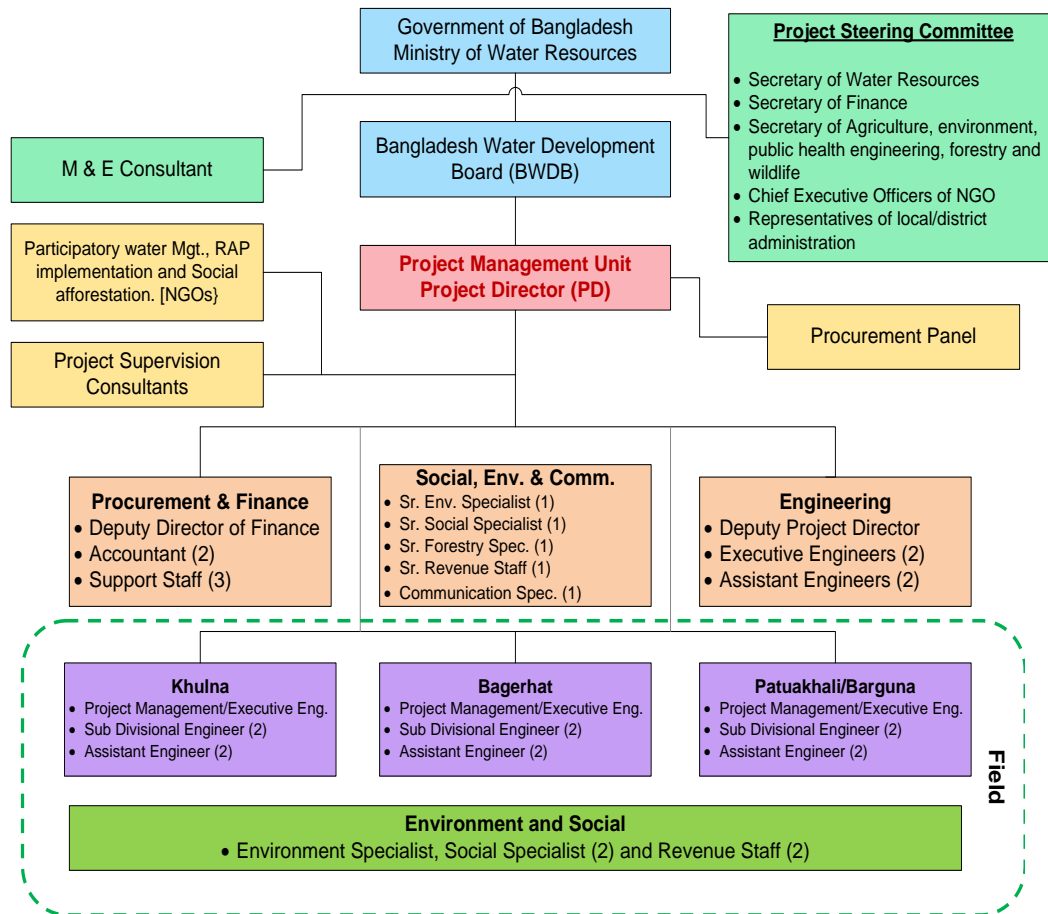 Government of Bangladesh
Ministry of Water Resources
Project Steering Committee
• Secretary of Water Resources
• Secretary of Finance
• Secretary of Agriculture, environment,
public health engineering, forestry and
wildlife
• Chief Executive Officers of NGO
• Representatives of local/district
administration
M & E Consultant
Bangladesh Water Development
Board (BWDB)
Participatory water Mgt., RAP
implementation and Social
afforestation. [NGOs}
Project Management Unit
Project Director (PD)
Procurement Panel
Project Supervision
Consultants
Procurement & Finance
• Deputy Director of Finance
• Accountant (2)
• Support Staff (3)
Social, Env. & Comm.
• Sr. Env. Specialist (1)
• Sr. Social Specialist (1)
• Sr. Forestry Spec. (1)
• Sr. Revenue Staff (1)
• Communication Spec. (1)
Engineering
• Deputy Project Director
• Executive Engineers (2)
• Assistant Engineers (2)
Khulna
• Project Management/Executive Eng.
• Sub Divisional Engineer (2)
• Assistant Engineer (2)
Bagerhat
• Project Management/Executive Eng.
• Sub Divisional Engineer (2)
• Assistant Engineer (2)
Patuakhali/Barguna
• Project Management/Executive Eng.
• Sub Divisional Engineer (2)
• Assistant Engineer (2)
Field
Environment and Social
• Environment Specialist, Social Specialist (2) and Revenue Staff (2)